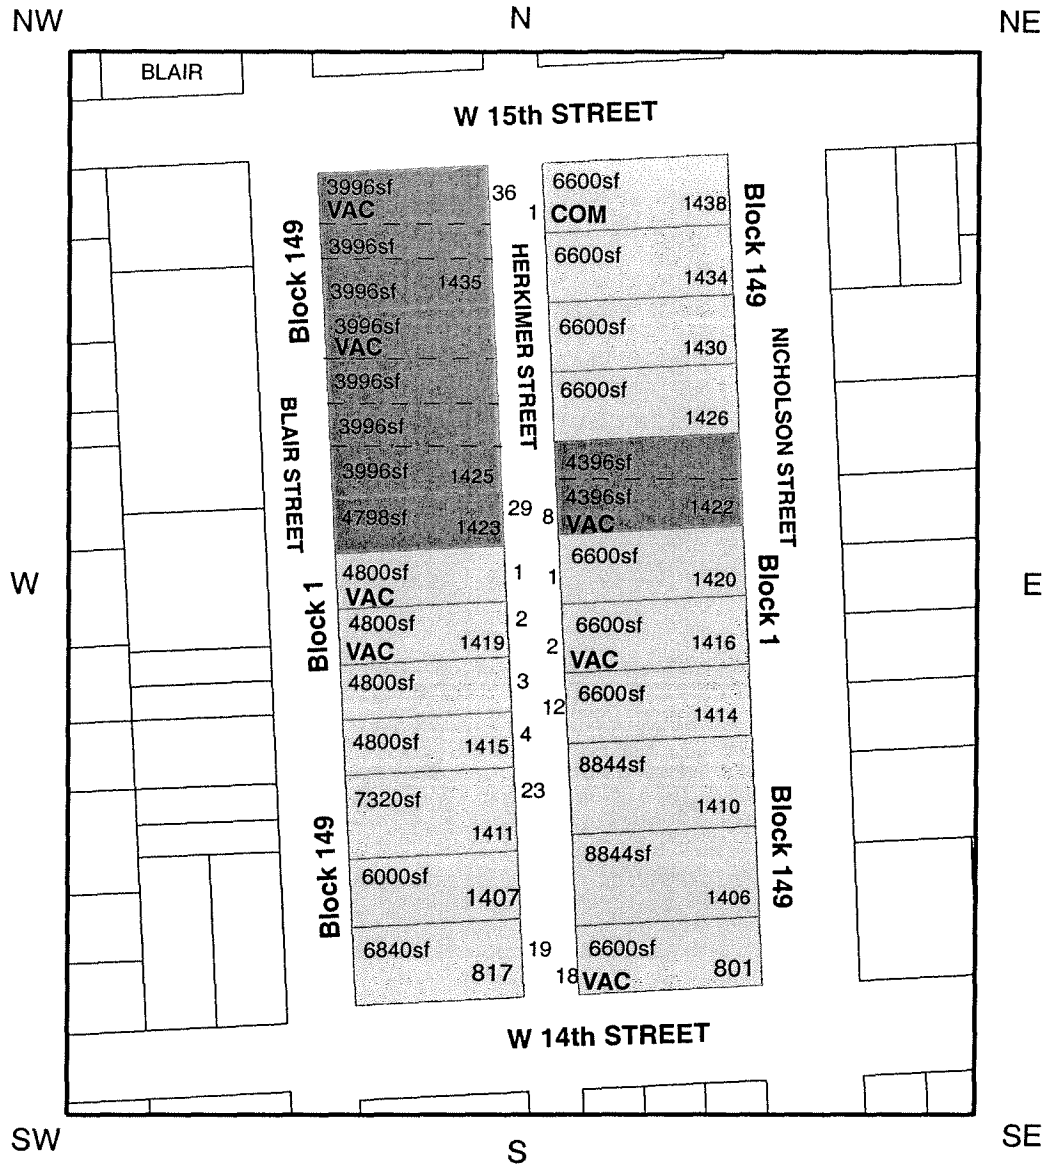 NW
N
NE
BLAIR
W 15th STREET
3996sf
VAC
3996sf
3996sf
1435
3996sf
VAC
3996sf
3996sf
3996sf
1425
4798sf
1423
4800sf
VAC
4800sf
VAC
1419
4800sf
4800sf
1415
7320sf
1411
6000sf
1407
6840sf
817
Block 149
BLAIR STREET
Block 1
Block 149
36
29
1
2
3
4
23
19
HERKIMER STREET
1
8
1
2
12
18
6600sf
COM
1438
6600sf
1434
6600sf
1430
6600sf
1426
4396sf
4396sf
VAC
1422
6600sf
1420
6600sf
VAC
1416
6600sf
1414
8844sf
1410
8844sf
1406
6600sf
VAC
801
Block 149
NICHOLSON STREET
Block 1
Block 149
W
E
W 14th STREET
SW
S
SE